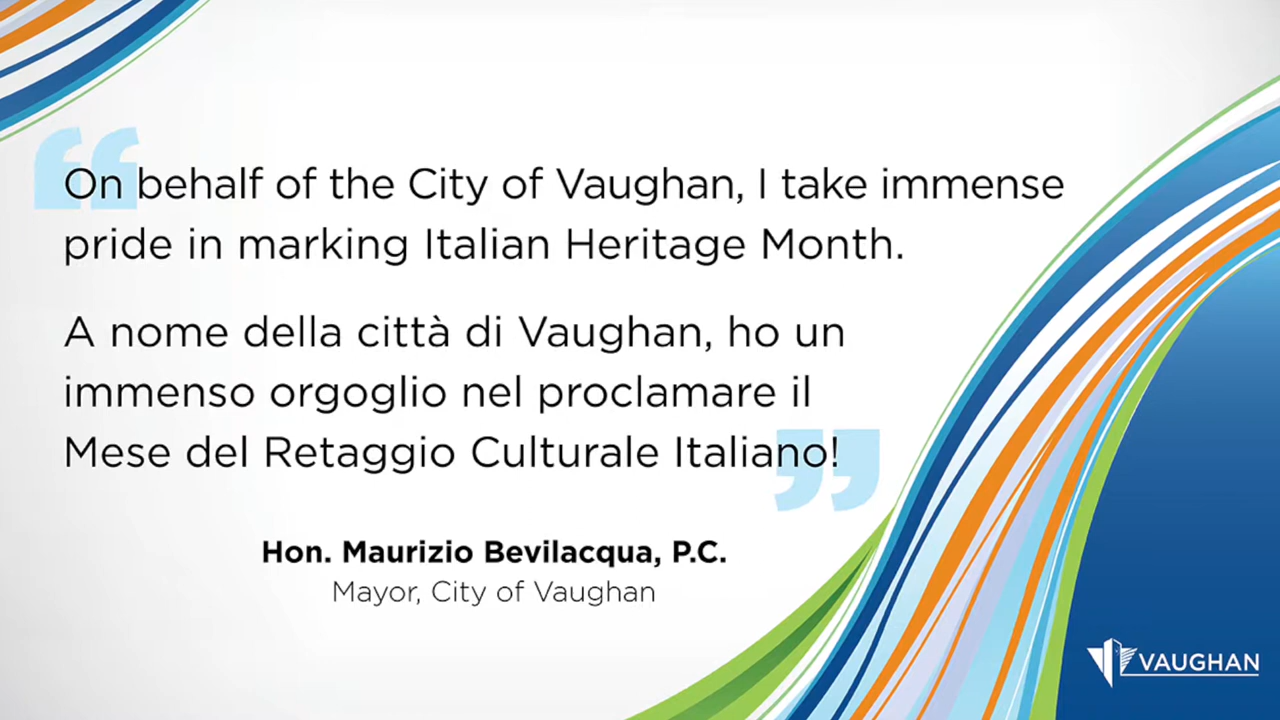 On behalf of the City of Vaughan, I take immense
pride in marking Italian Heritage Month.
A nome della città di Vaughan, ho un
immenso orgoglio nel proclamare il
Mese del Retaggio Culturale Italiano!
Hon. Maurizio Bevilacqua, P.C.
Mayor, City of Vaughan
VAUGHAN